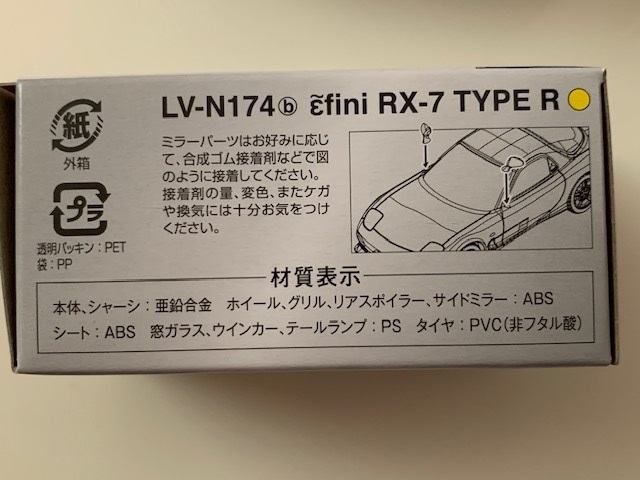 LV-N174ⓑ ε̃fini RX-7 TYPE R
紙
外箱
プラ
透明パッキン：PET
袋：PP
ミラーパーツはお好みに応じ
て、合成ゴム接着剤などで図
のように接着してください。
接着剤の量、変色、またケガ
や換気には十分お気をつけ
ください。
材質表示
本体、シャーシ：亜鉛合金　ホイール、グリル、リアスポイラー、サイドミラー：ABS
シート：ABS　窓ガラス、ウインカー、テールランプ：PS　タイヤ：PVC（非フタル酸）